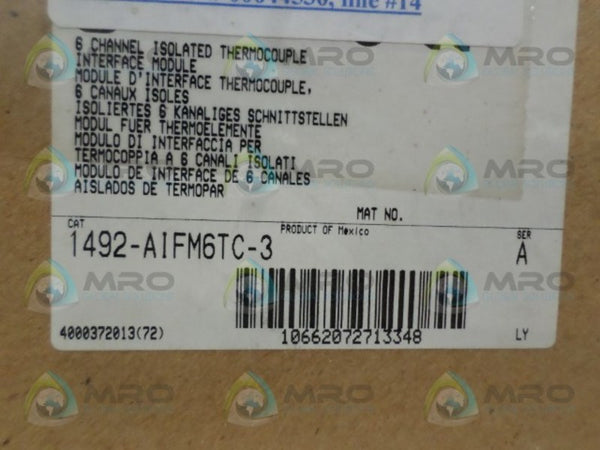 line #14
6 CHANNEL ISOLATED THERMOCOUPLE
INTERFACE MODULE
MODULE D'INTERFACE THERMOCOUPLE,
6 CANAUX ISOLES
ISOLIERTES 6 KANALIGES SCHNITTSTELLEN
MODUL FUER THERMOELEMENTE
MODULO DI INTERFACCIA PER
TERMOCOPPIA A 6 CANALI ISOLATI
MODULO DE INTERFACE DE 6 CANALES
AISLADOS DE TERMOPAR
MAT NO.
CAT
PRODUCT OF Mexico
SER
1492-AIFM6TC-3
A
10662072713348
4000372013(72)
LY
MRO